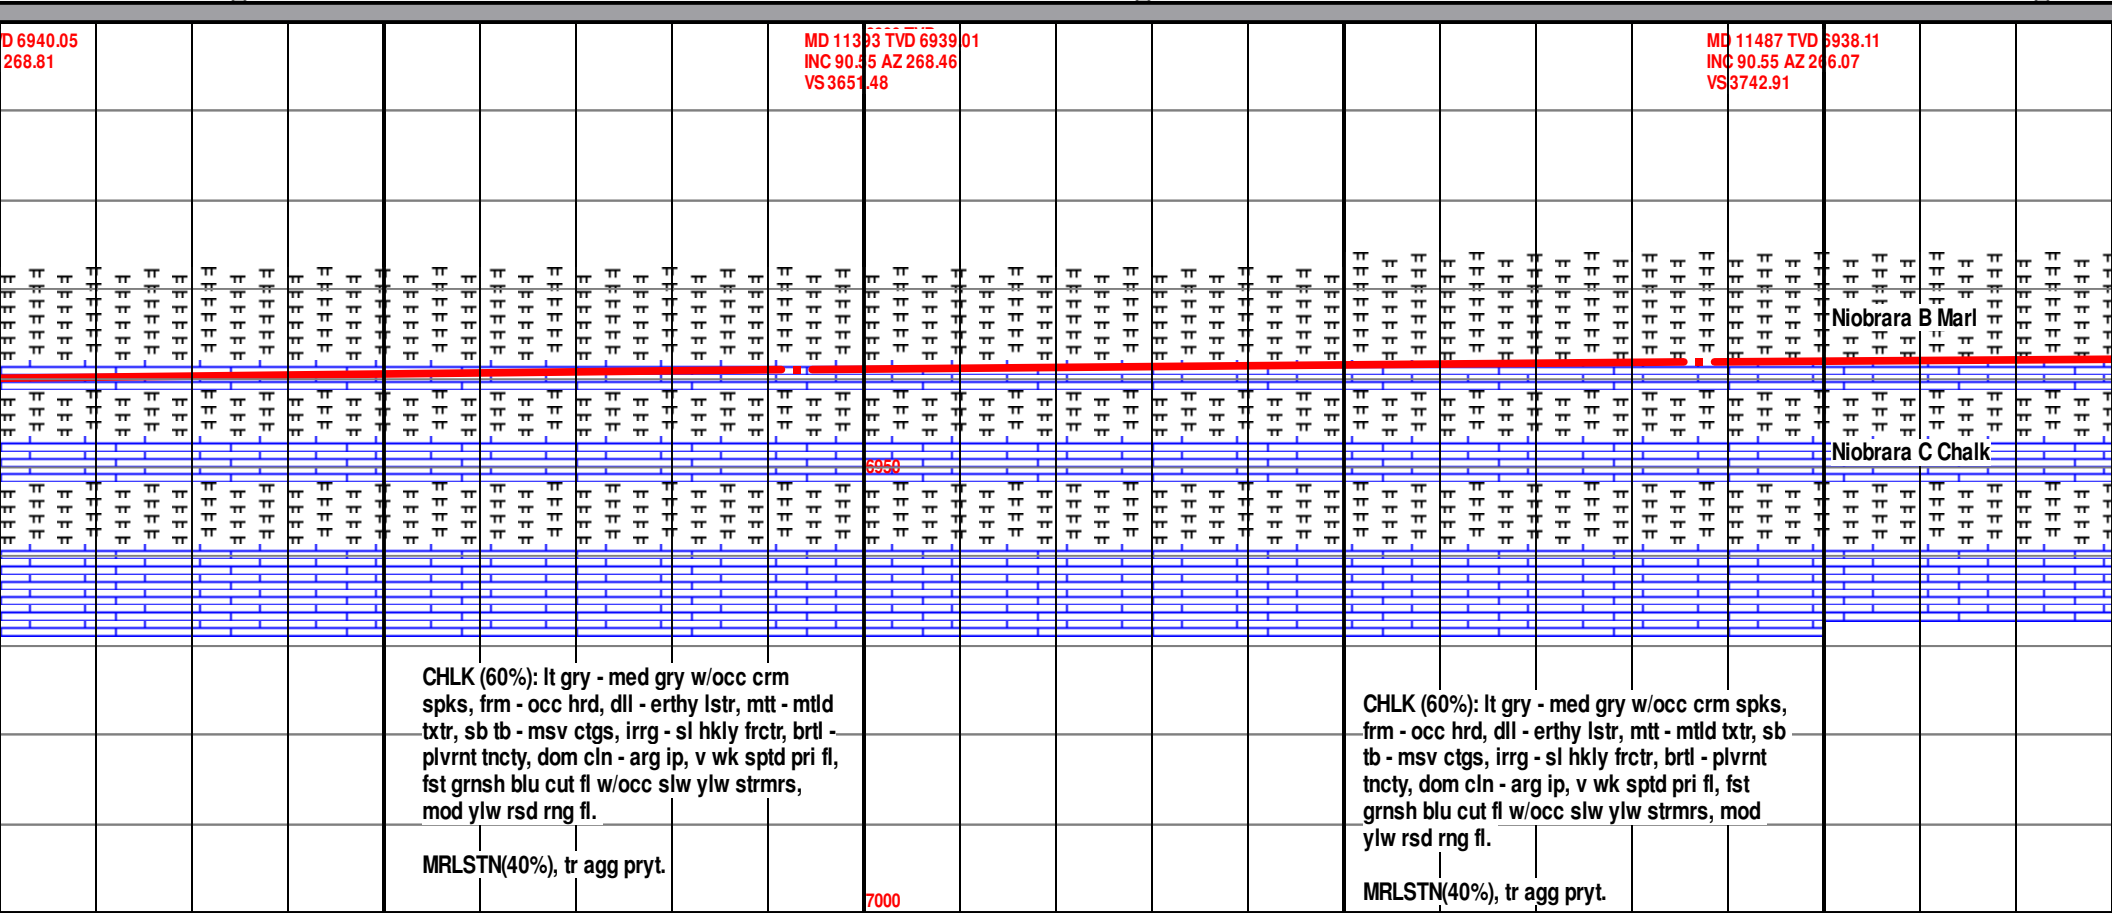 D 6940.05
268.81
MD 11393 TVD 6939.01
INC 90.55 AZ 268.46
VS 3651.48
MD 11487 TVD 6938.11
INC 90.55 AZ 266.07
VS 3742.91
Niobrara B Marl
Niobrara C Chalk
6950
CHLK (60%): lt gry - med gry w/occ crm
spks, frm - occ hrd, dll - erthy lstr, mtt - mtld
txtr, sb tb - msv ctgs, irrg - sl hkly frctr, brtl -
plvrnt tncty, dom cln - arg ip, v wk sptd pri fl,
fst grnsh blu cut fl w/occ slw ylw strmrs,
mod ylw rsd rng fl.
MRLSTN(40%), tr agg pryt.
CHLK (60%): lt gry - med gry w/occ crm spks,
frm - occ hrd, dll - erthy lstr, mtt - mtld txtr, sb
tb - msv ctgs, irrg - sl hkly frctr, brtl - plvrnt
tncty, dom cln - arg ip, v wk sptd pri fl, fst
grnsh blu cut fl w/occ slw ylw strmrs, mod
ylw rsd rng fl.
MRLSTN(40%), tr agg pryt.
7000